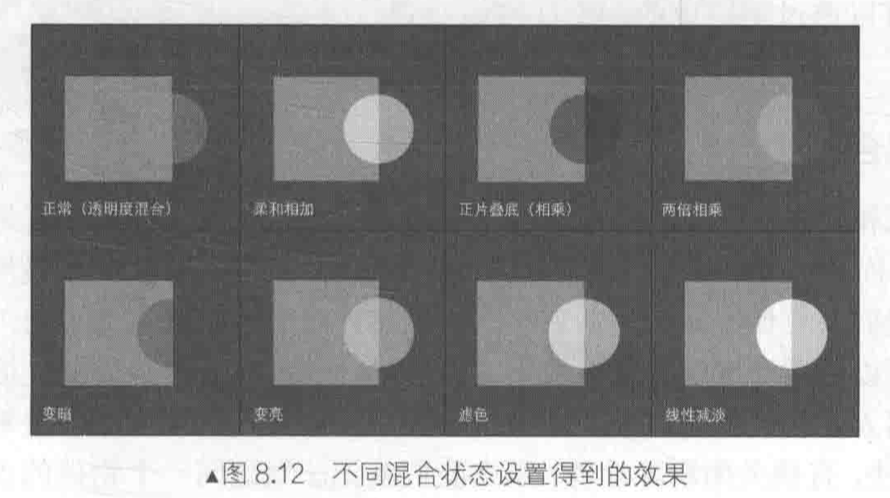 正常（透明度混合）
柔和相加
正片叠底（相乘）
两倍相乘
变暗
变亮
滤色
线性减淡
▲图 8.12 不同混合状态设置得到的效果